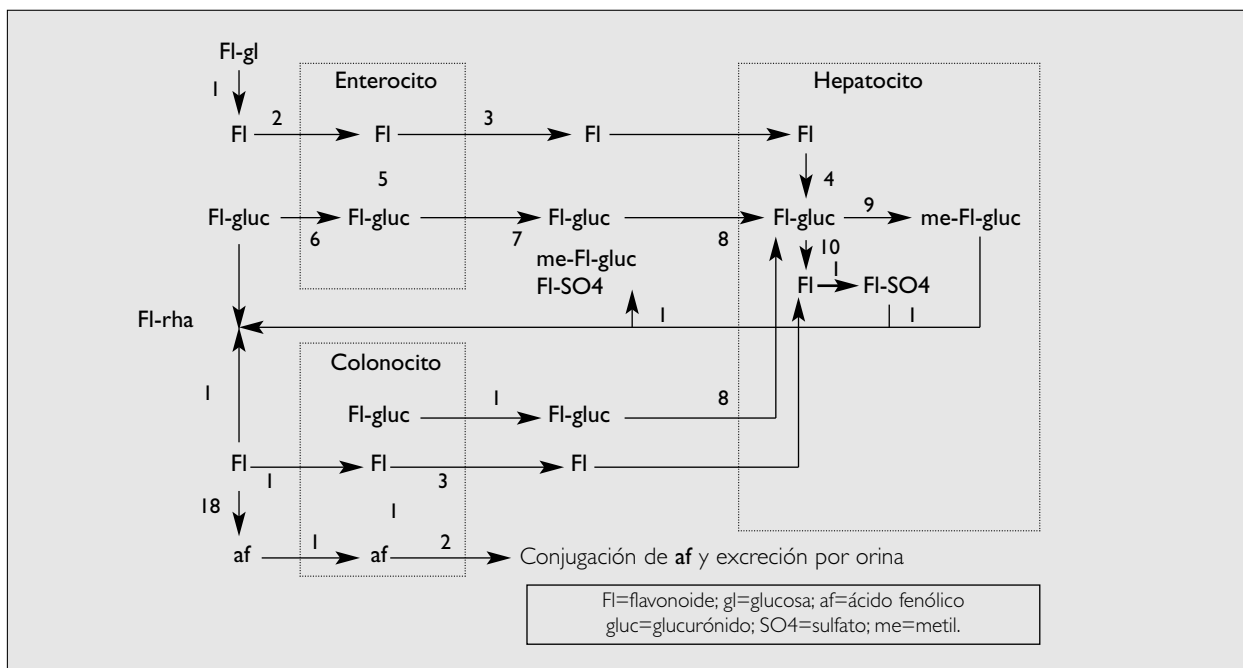 Fl-gl
Enterocito
Hepatocito
1
2
3
Fl
Fl
Fl
Fl
5
4
Fl-gluc
Fl-gluc
Fl-gluc
Fl-gluc
9
me-Fl-gluc
6
7
8
10
me-Fl-gluc
Fl-SO4
1
Fl
Fl-SO4
Fl-rha
1
1
Colonocito
1
Fl-gluc
1
Fl-gluc
8
Fl
Fl
Fl
1
3
18
1
af
1
af
2
Conjugación de af y excreción por orina
Fl=flavonoide; gl=glucosa; af=ácido fenólico
gluc=glucurónido; SO4=sulfato; me=metil.